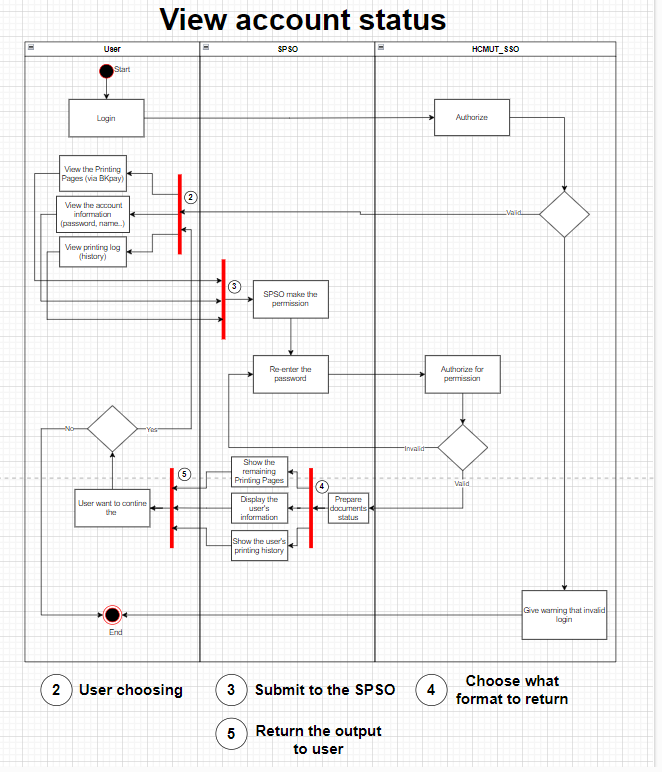 View account status
User
SPSO
HCMUT_SSO
Start
Login
Authorize
View the Printing
Pages (via BKpay)
2
View the account
information
(password, name..)
Valid
View printing log
(history)
3
SPSO make the
permission
Re-enter the
password
Authorize for
permission
No
Yes
Invalid
5
Show the
remaining
Printing Pages
4
Valid
User want to contine
the
Display the
user's
information
Prepare
documents
status
Show the user's
printing history
Give warning that invalid
login
End
2 User choosing
3 Submit to the SPSO
4 Choose what
format to return
5 Return the output
to user